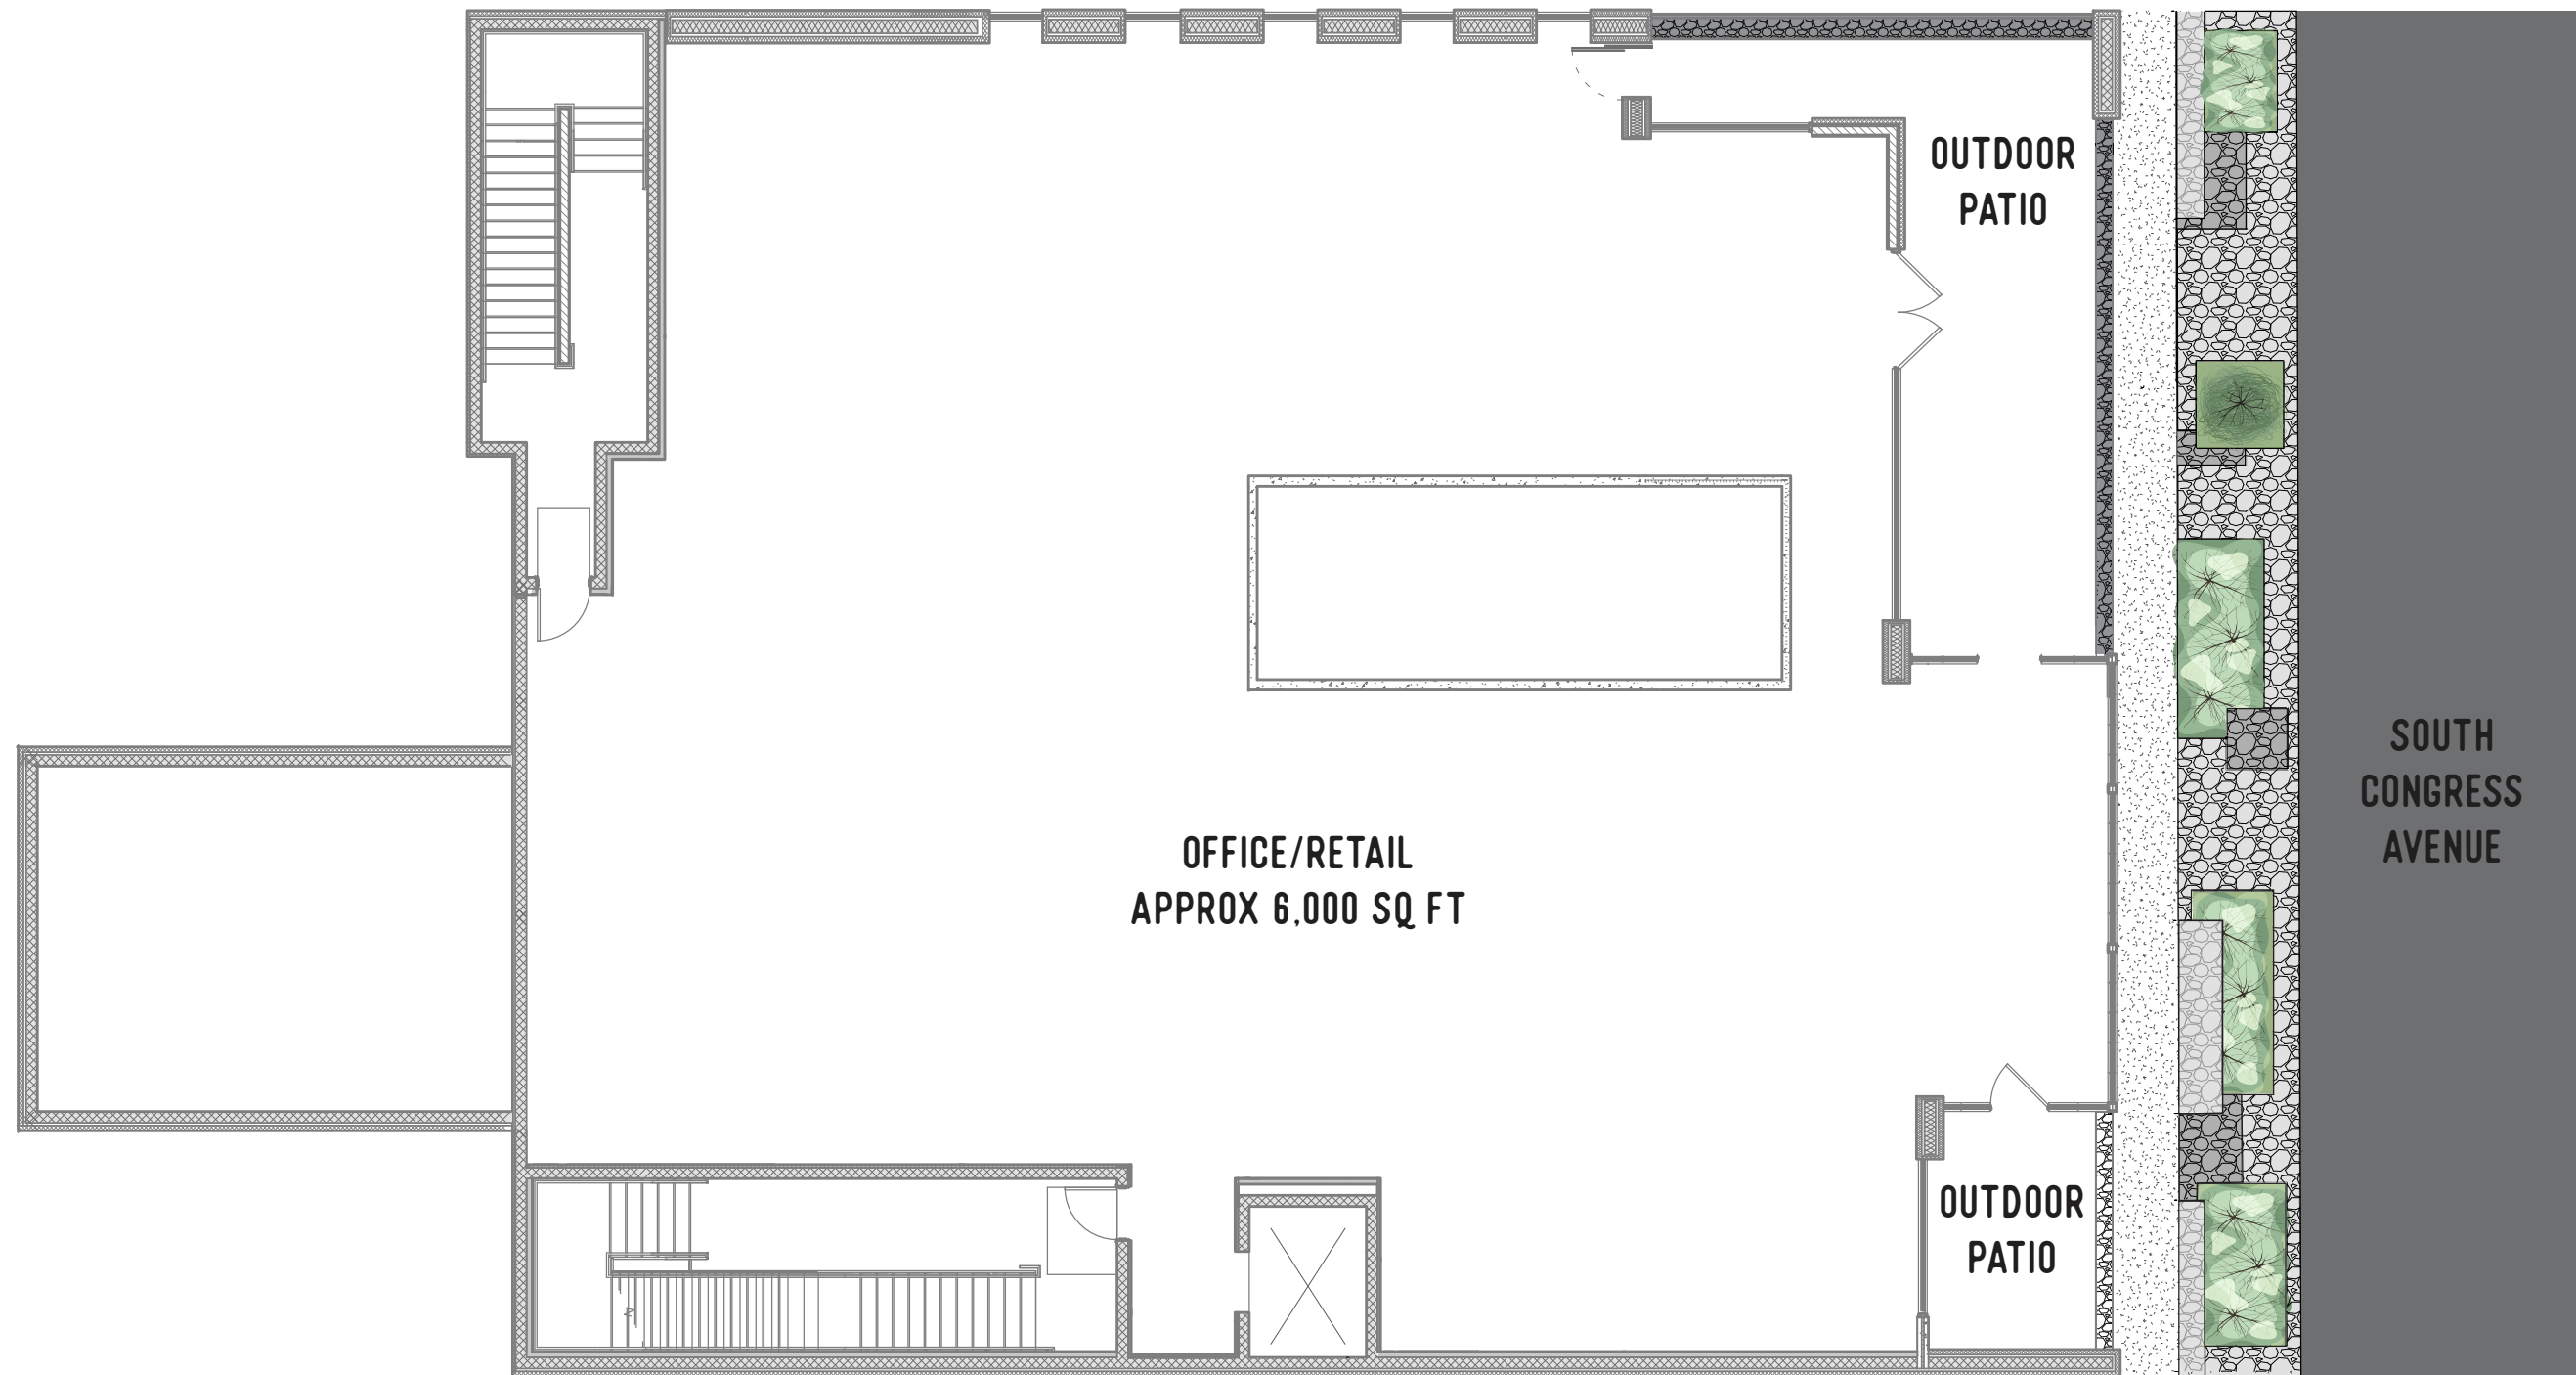 OUTDOOR
PATIO
SOUTH
CONGRESS
AVENUE
OFFICE/RETAIL
APPROX 6,000 SQ FT
OUTDOOR
PATIO